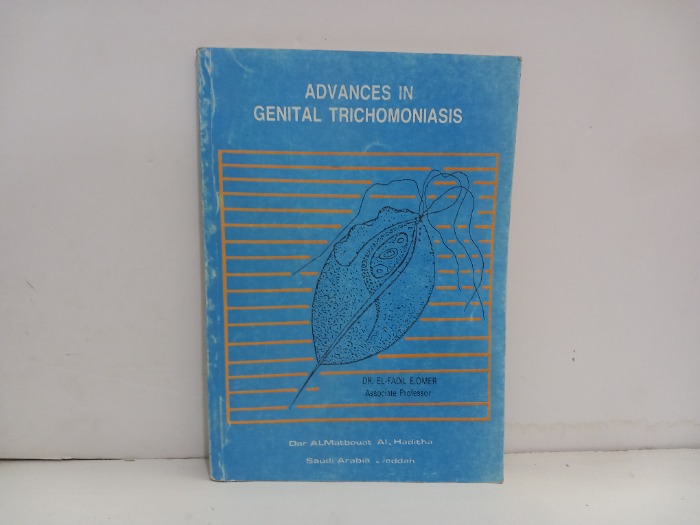 ADVANCES IN
GENITAL TRICHOMONIASIS
DR. EL-FADIL E.OMER
Associate Professor
Dar ALMatbouat AL.Haditha
Saudi Arabia - Jeddah